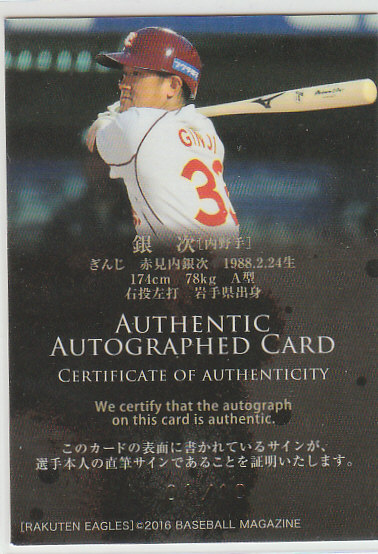 GINJI
33
銀 次[内野手]
ぎんじ 赤見内銀次 1988.2.24生
174cm 78kg A型
右投左打 岩手県出身
AUTHENTIC
AUTOGRAPHED CARD
CERTIFICATE OF AUTHENTICITY
We certify that the autograph
on this card is authentic.
このカードの表面に書かれているサインが、
選手本人の直筆サインであることを証明いたします。
[RAKUTEN EAGLES]©2016 BASEBALL MAGAZINE